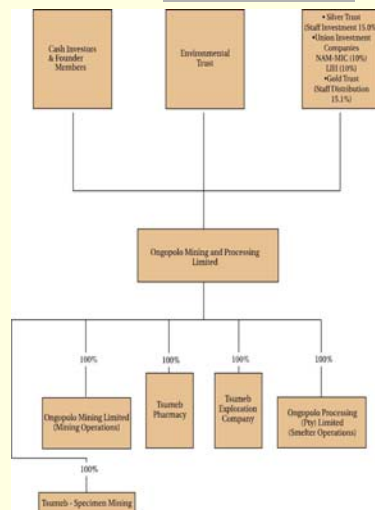 Cash Investors
& Founder
Members
Environmental
Trust
• Silver Trust
(Staff Investment 15.0%
•Union Investment
Companies
NAM-MIC (10%)
(10%)
•Gold Trust
(Staff Distribution
15.1%)
Ongopolo Mining and Processing
Limited
100%
100%
100%
100%
Ongopolo Mining Limited
(Mining Operations)
Tsumeb
Pharmacy
Tsumeb
Exploration
Company
Ongopolo Processing
(Pty) Limited
(Smelter Operations)
100%
Tsumeb - Specimen Mining